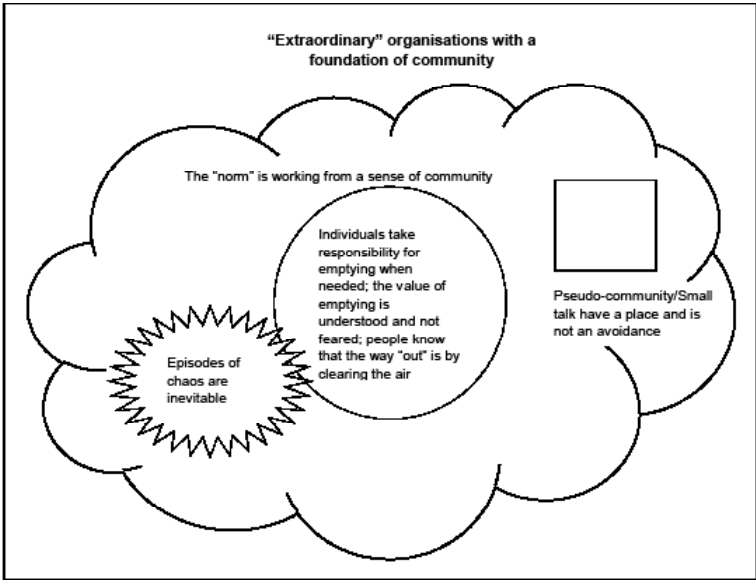 “Extraordinary” organisations with a
foundation of community
The "norm" is working from a sense of community
Individuals take
responsibility for
emptying when
needed; the value of
emptying is
understood and not
feared; people know
that the way "out" is by
clearing the air
Pseudo-community/Small
talk have a place and is
not an avoidance
Episodes of
chaos are
inevitable